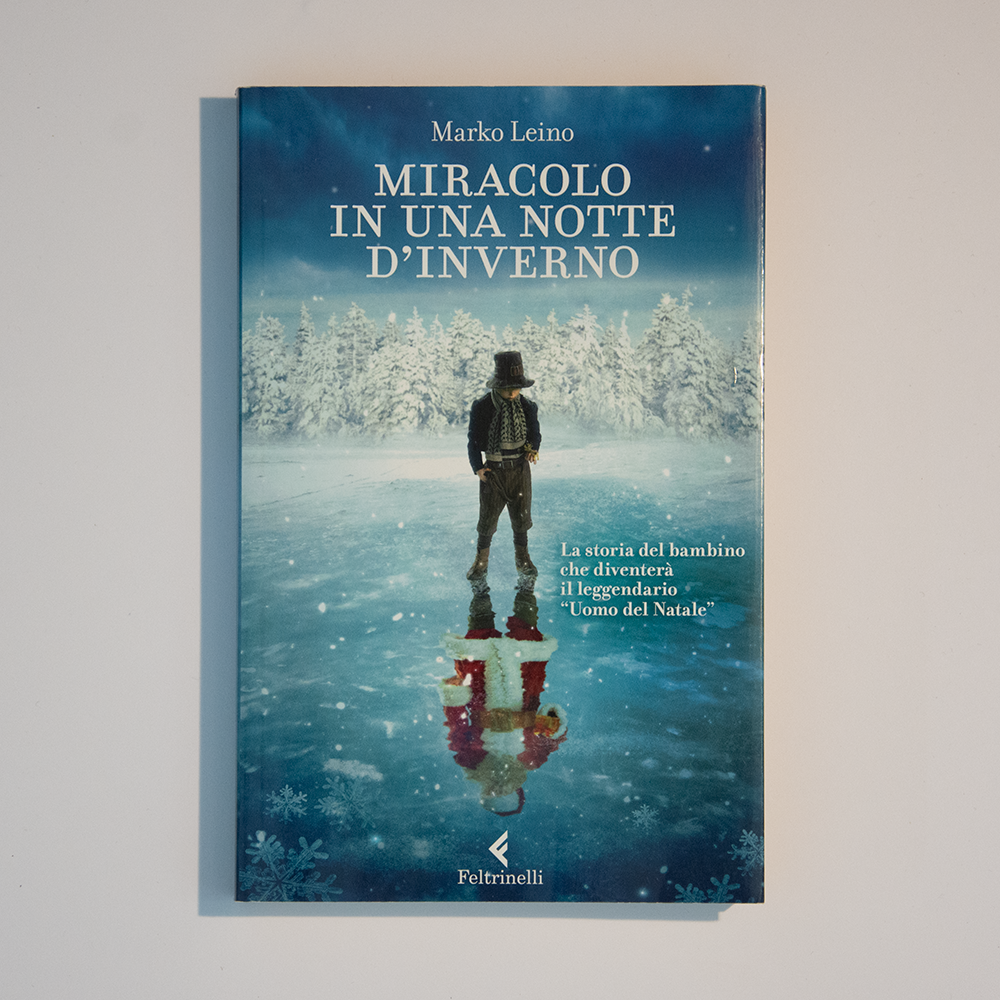 Marko Leino
MIRACOLO
IN UNA NOTTE
D'INVERNO
La storia del bambino
che diventerà
il leggendario
“Uomo del Natale”
Feltrinelli